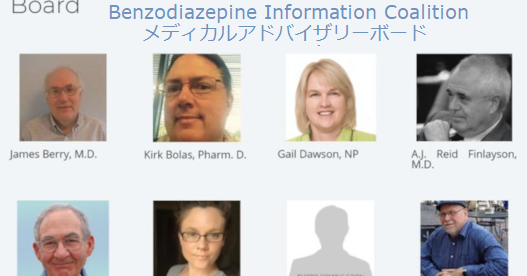 Board
Benzodiazepine Information Coalition
メディカルアドバイザリーボード
James Berry, M.D.
Kirk Bolas, Pharm. D.
Gail Dawson, NP
A.J. Reid Finlayson,
M.D.